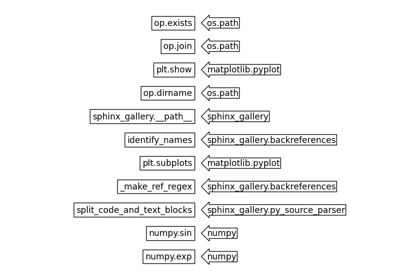 op.exists os.path
op.join os.path
plt.show matplotlib.pyplot
op.dirname os.path
sphinx_gallery.__path__ sphinx_gallery
identify_names sphinx_gallery.backreferences
plt.subplots matplotlib.pyplot
_make_ref_regex sphinx_gallery.backreferences
split_code_and_text_blocks sphinx_gallery.py_source_parser
numpy.sin numpy
numpy.exp numpy